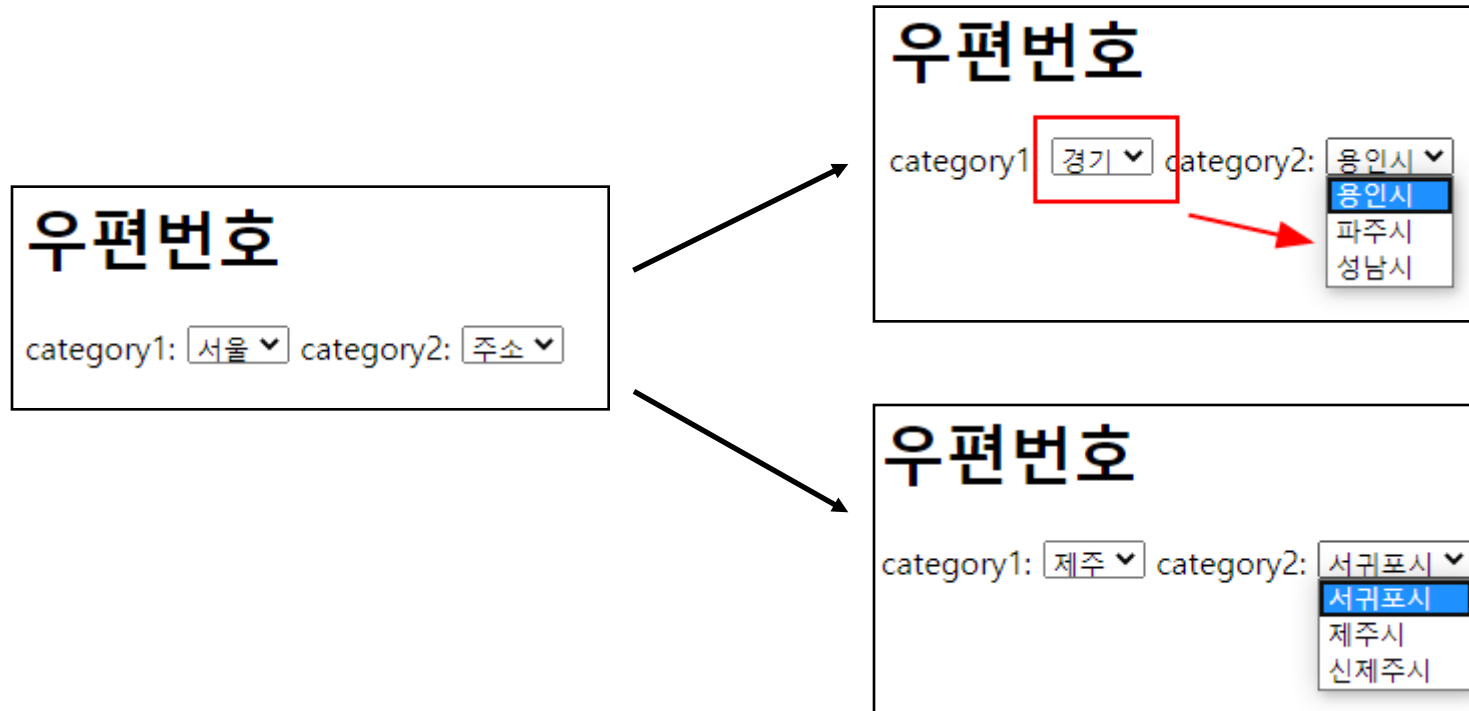 우편번호
category1: 서울 category2: 주소
우편번호
category1: 경기 category2: 용인시
용인시
파주시
성남시
우편번호
category1: 제주 category2: 서귀포시
서귀포시
제주시
신제주시